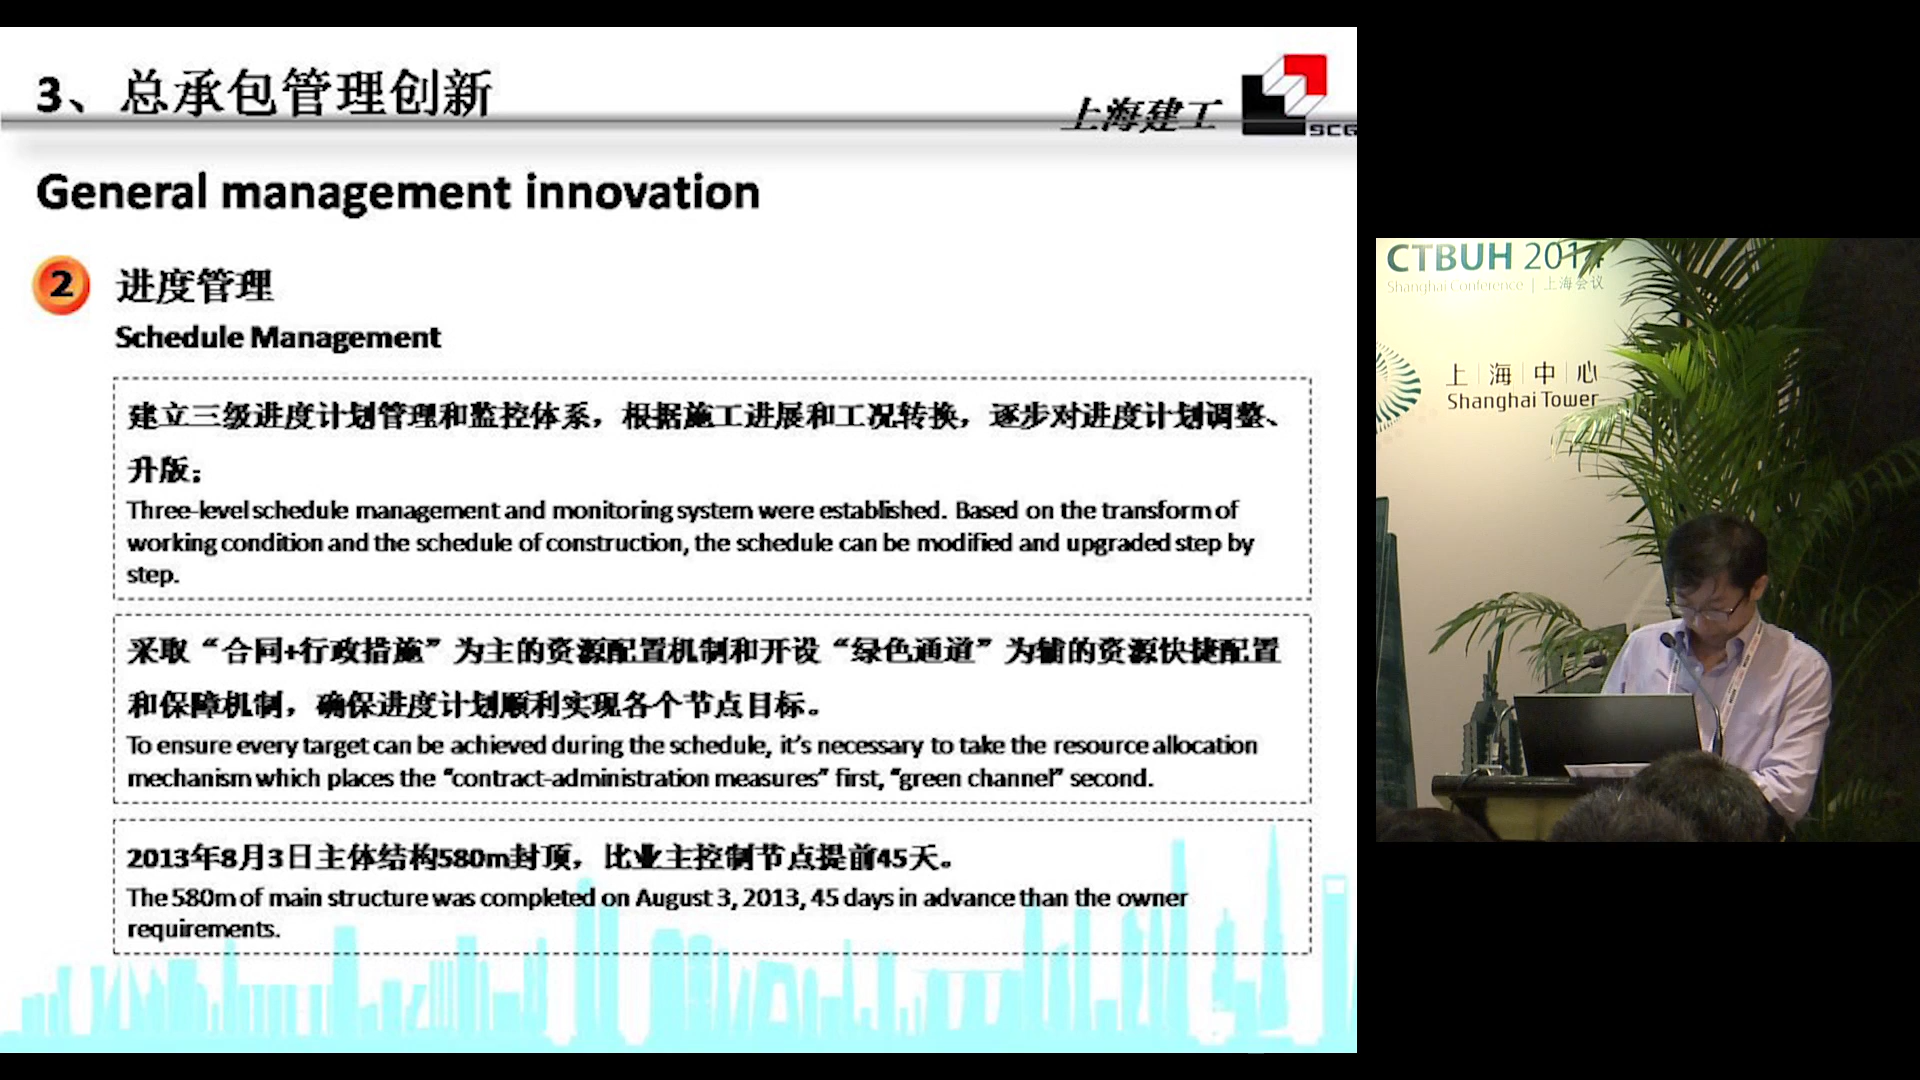 3、总承包管理创新
上海建工
SCG
General management innovation
2
进度管理
Schedule Management
建立三级进度计划管理和监控体系，根据施工进展和工况转换，逐步对进度计划调整、
升版；
Three-level schedule management and monitoring system were established. Based on the transform of
working condition and the schedule of construction, the schedule can be modified and upgraded step by
step.
采取“合同+行政措施”为主的资源配置机制和开设“绿色通道”为辅的资源快捷配置
和保障机制，确保进度计划顺利实现各个节点目标。
To ensure every target can be achieved during the schedule, it’s necessary to take the resource allocation
mechanism which places the “contract-administration measures” first, “green channel” second.
2013年8月3日主体结构580m封顶，比业主控制节点提前45天。
The 580m of main structure was completed on August 3, 2013, 45 days in advance than the owner
requirements.
CTBUH 2014
Shanghai Conference | 上海会议
上|海|中|心
Shanghai Tower